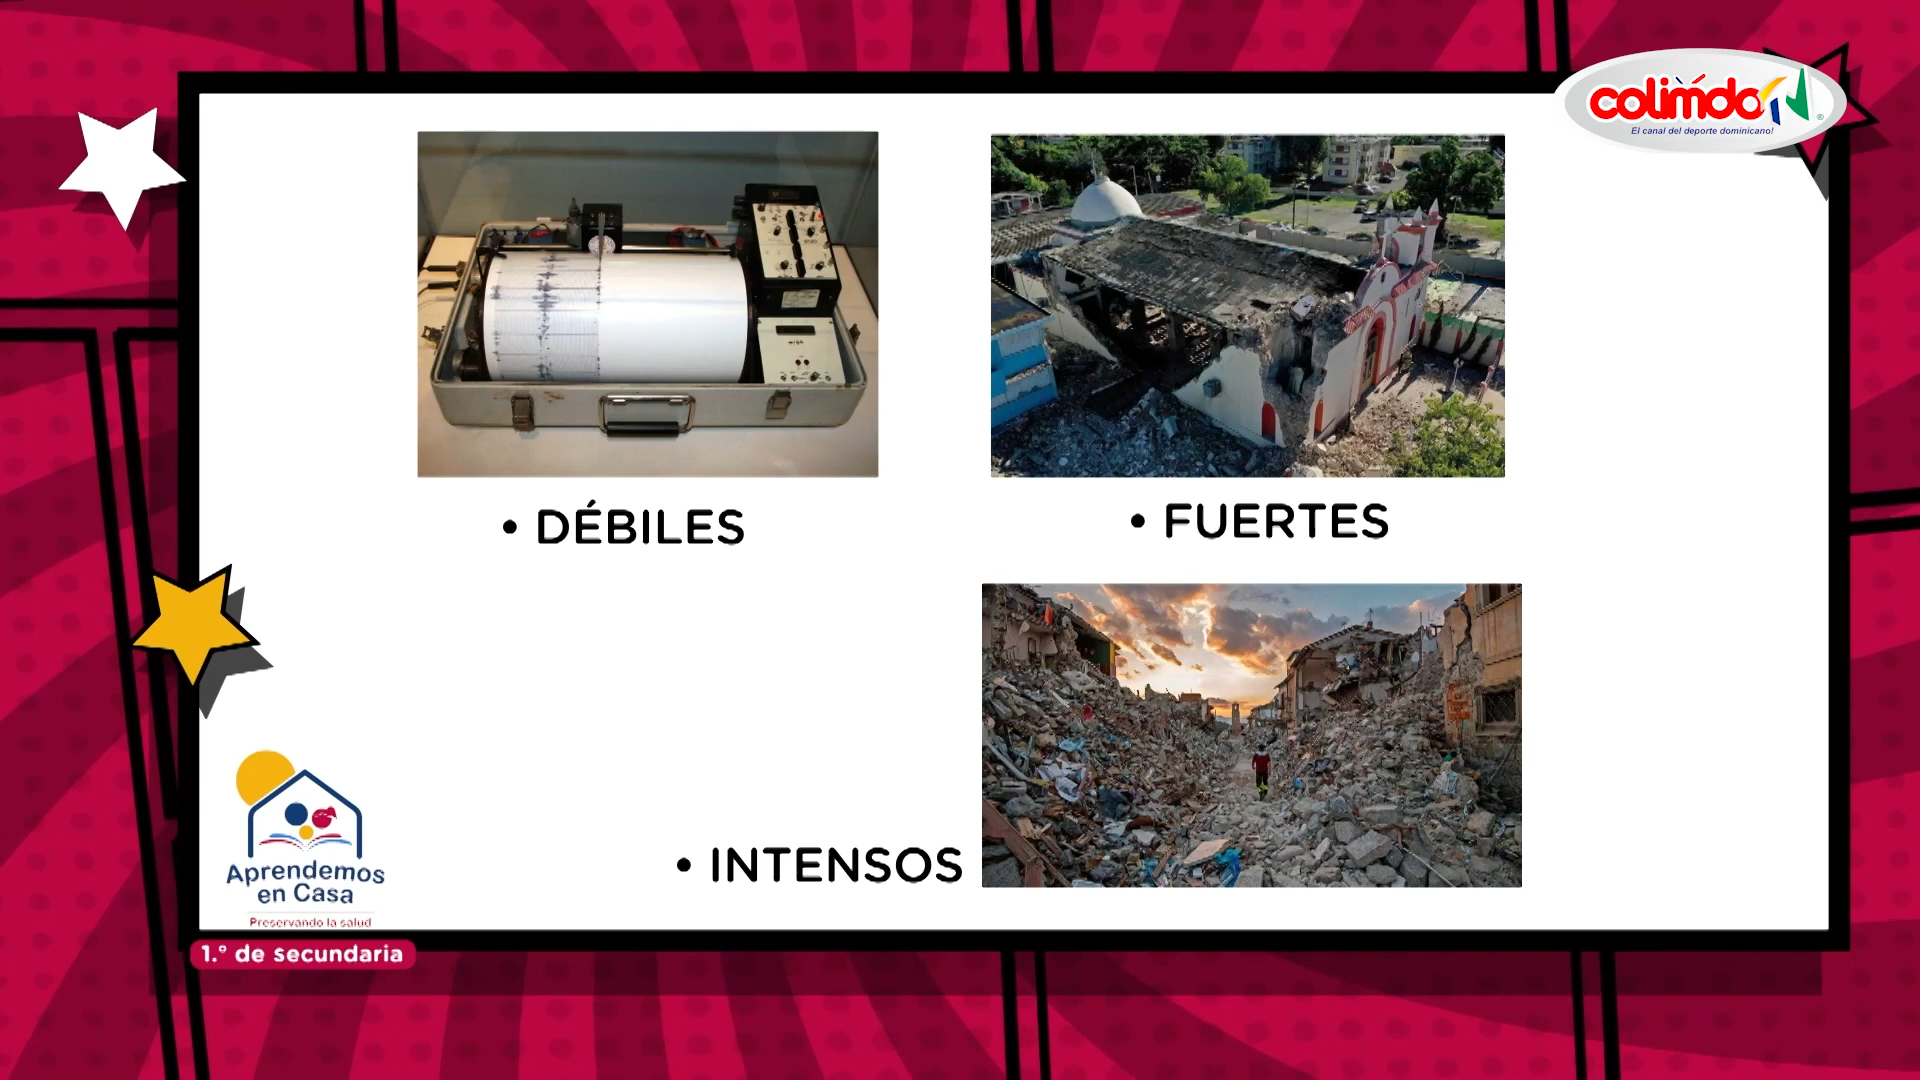 colimdo
El canal del deporte dominicano!
• DÉBILES
• FUERTES
• INTENSOS
Aprendemos
en Casa
Preservando la salud
1.° de secundaria